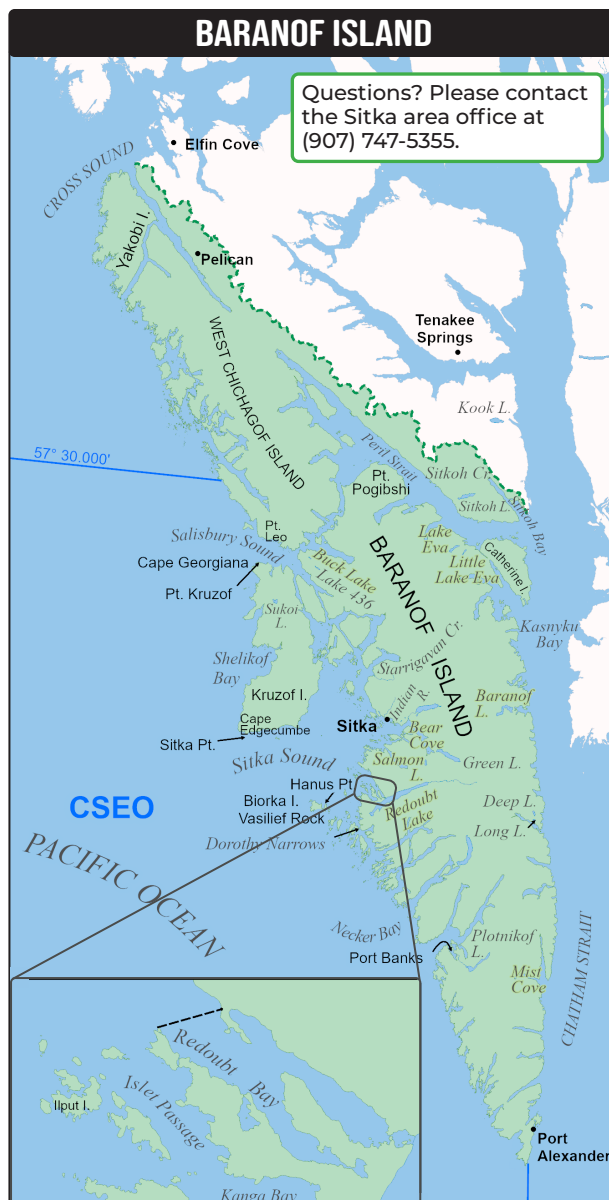 BARANOF ISLAND
Questions? Please contact
the Sitka area office at
(907) 747-5355.
Elfin Cove
CROSS SOUND
Yakobi I.
Pelican
Tenakee
Springs
WEST CHICHAGOF ISLAND
Kook L.
57° 30.000'
Peril Strait
Sitkoh Cr.
Pt.
Pogibshi
Sitkoh L.
Sitkoh Bay
Pt.
Leo
Salisbury Sound
Lake
Eva
Little
Lake Eva
Catherine I.
Cape Georgiana
Buck Lake
Lake 436
BARANOF ISLAND
Pt. Kruzof
Sukoi
L.
Kasnyku
Bay
Starrigavan Cr.
Shelikof
Bay
Indian
R.
Kruzof I.
Baranof
L.
Cape
Edgecumbe
Sitka
Bear
Cove
Sitka Pt.
Sitka Sound
Salmon
L.
Green L.
Hanus Pt
Biorka I.
Vasilief Rock
Redoubt
Lake
Deep L.
Long L.
CSEO
Dorothy Narrows
PACIFIC OCEAN
Necker Bay
Port Banks
Plotnikof
L.
Mist
Cove
CHATHAM STRAIT
Redoubt Bay
Islet Passage
Ilput I.
Kanga Bay
Port
Alexander